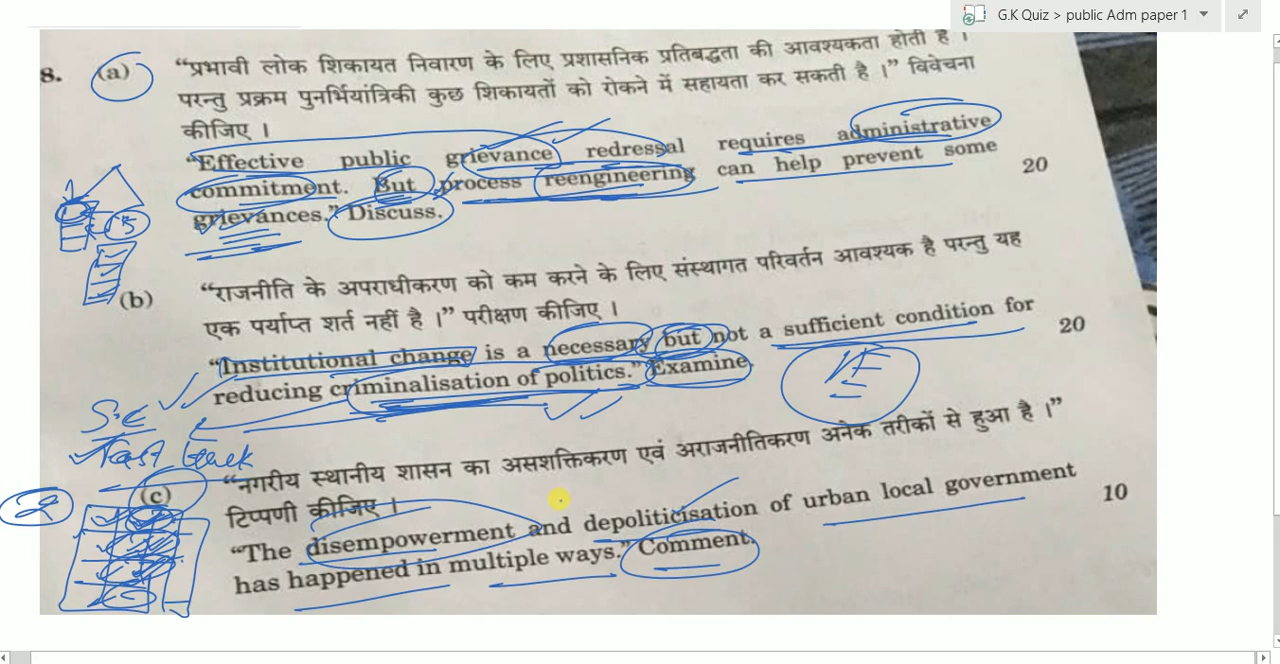 G.K Quiz > public Adm paper 1
8. (a) “प्रभावी लोक शिकायत निवारण के लिए प्रशासनिक प्रतिबद्धता की आवश्यकता होती है ।
परन्तु प्रक्रम पुनर्भियांत्रिकी कुछ शिकायतों को रोकने में सहायता कर सकती है ।” विवेचना
कीजिए ।
“Effective public grievance redressal requires administrative
commitment. But process reengineering can help prevent some
grievances.” Discuss. 20
(b) “राजनीति के अपराधीकरण को कम करने के लिए संस्थागत परिवर्तन आवश्यक है परन्तु यह
एक पर्याप्त शर्त नहीं है ।” परीक्षण कीजिए ।
“Institutional change is a necessary but not a sufficient condition for
reducing criminalisation of politics.” Examine. 20
(c) “नगरीय स्थानीय शासन का असशक्तिकरण एवं अराजनीतिकरण अनेक तरीकों से हुआ है ।”
टिप्पणी कीजिए ।
“The disempowerment and depoliticisation of urban local government
has happened in multiple ways.” Comment. 10